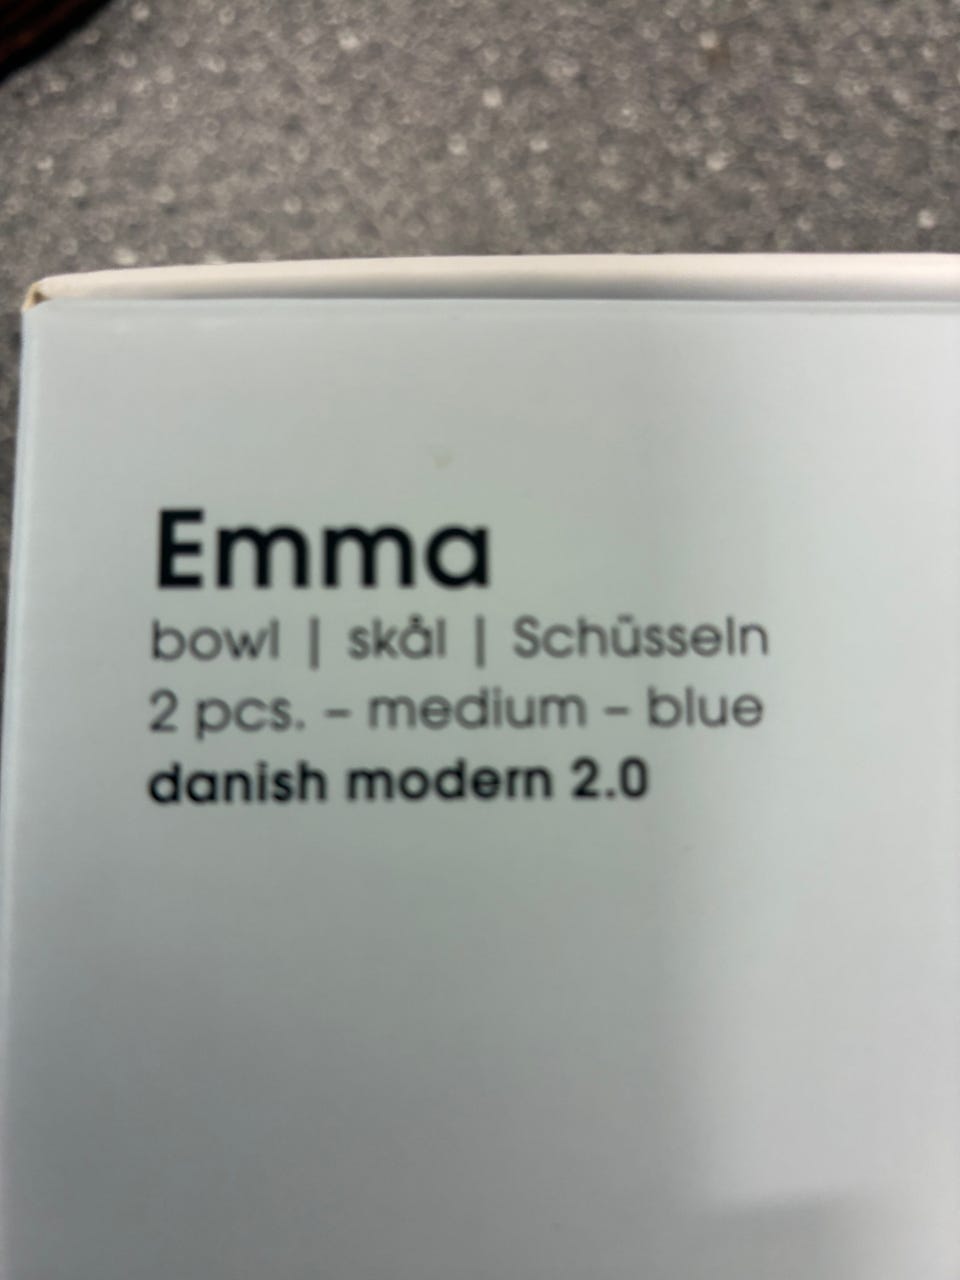 Emma
bowl | skål | Schüsseln
2 pcs. – medium – blue
danish modern 2.0